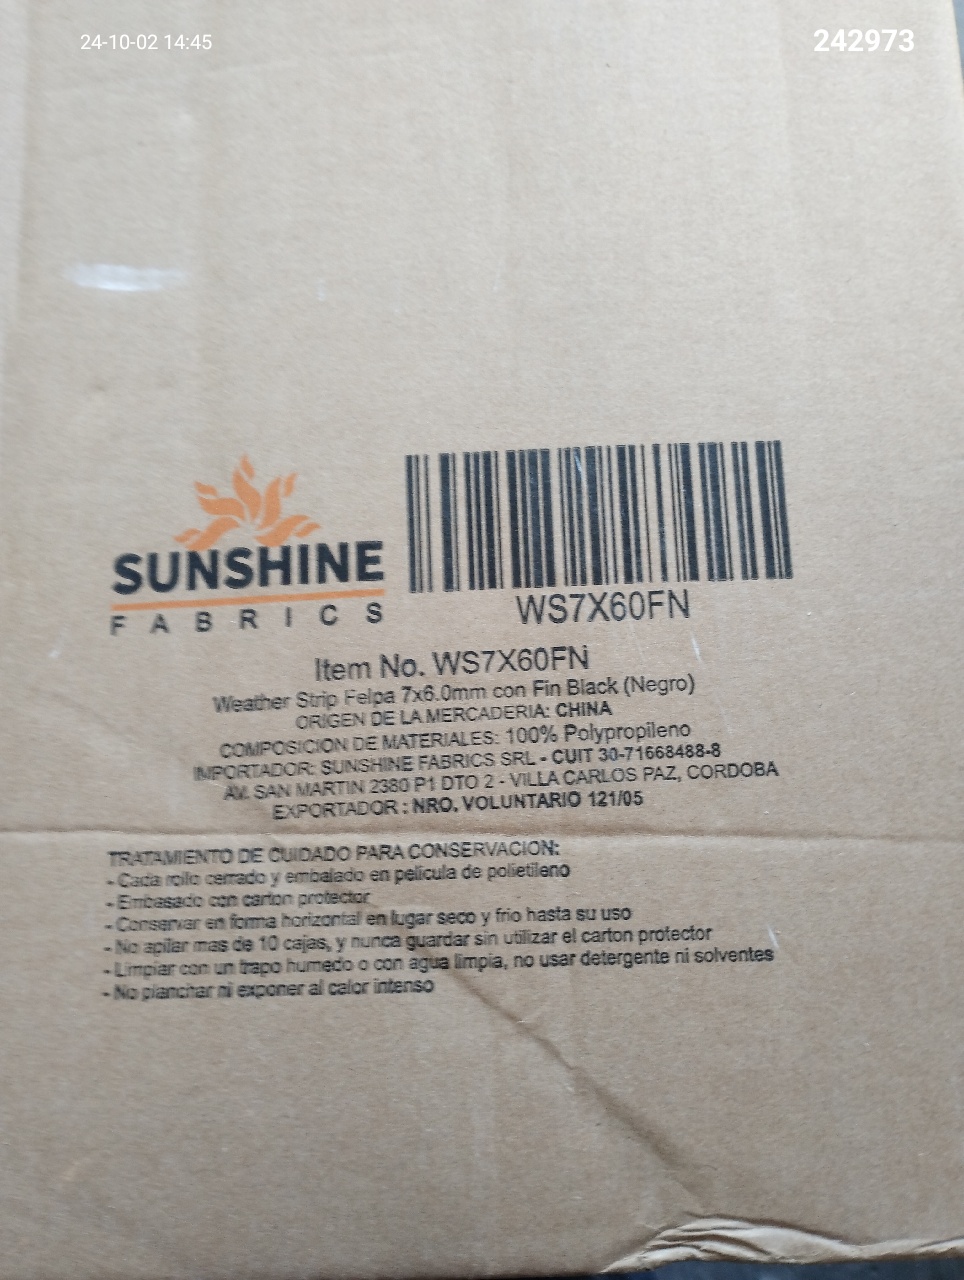 24-10-02 14:45
242973
SUNSHINE
FABRICS
WS7X60FN
Item No. WS7X60FN
Weather Strip Felpa 7x6.0mm con Fin Black (Negro)
ORIGEN DE LA MERCADERIA: CHINA
COMPOSICION DE MATERIALES: 100% Polypropileno
IMPORTADOR: SUNSHINE FABRICS SRL - CUIT 30-71668488-8
AV. SAN MARTIN 2380 P1 DTO 2 - VILLA CARLOS PAZ, CORDOBA
EXPORTADOR : NRO. VOLUNTARIO 121/05
TRATAMIENTO DE CUIDADO PARA CONSERVACION:
- Cada rollo cerrado y embalado en pelicula de polietileno
- Embasado con carton protector
- Conservar en forma horizontal en lugar seco y frio hasta su uso
- No apilar mas de 10 cajas, y nunca guardar sin utilizar el carton protector
- Limpiar con un trapo humedo o con agua limpia, no usar detergente ni solventes
- No planchar ni exponer al calor intenso